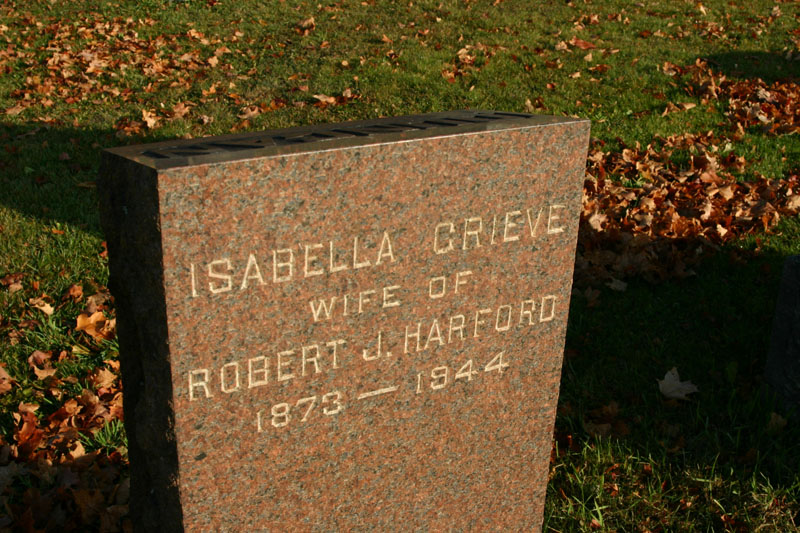 ISABELLA GRIEVE
WIFE OF
ROBERT J. HARFORD
1873 — 1944